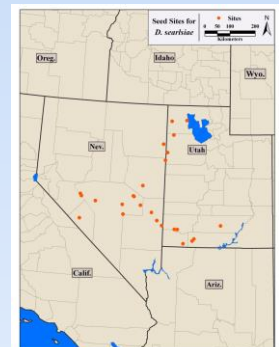 Seed Sites for
D. searlsiae
Sites
0 50 100 200
Kilometers
N
Oreg.
Idaho
Wyo.
Nev.
Utah
Calif.
Ariz.